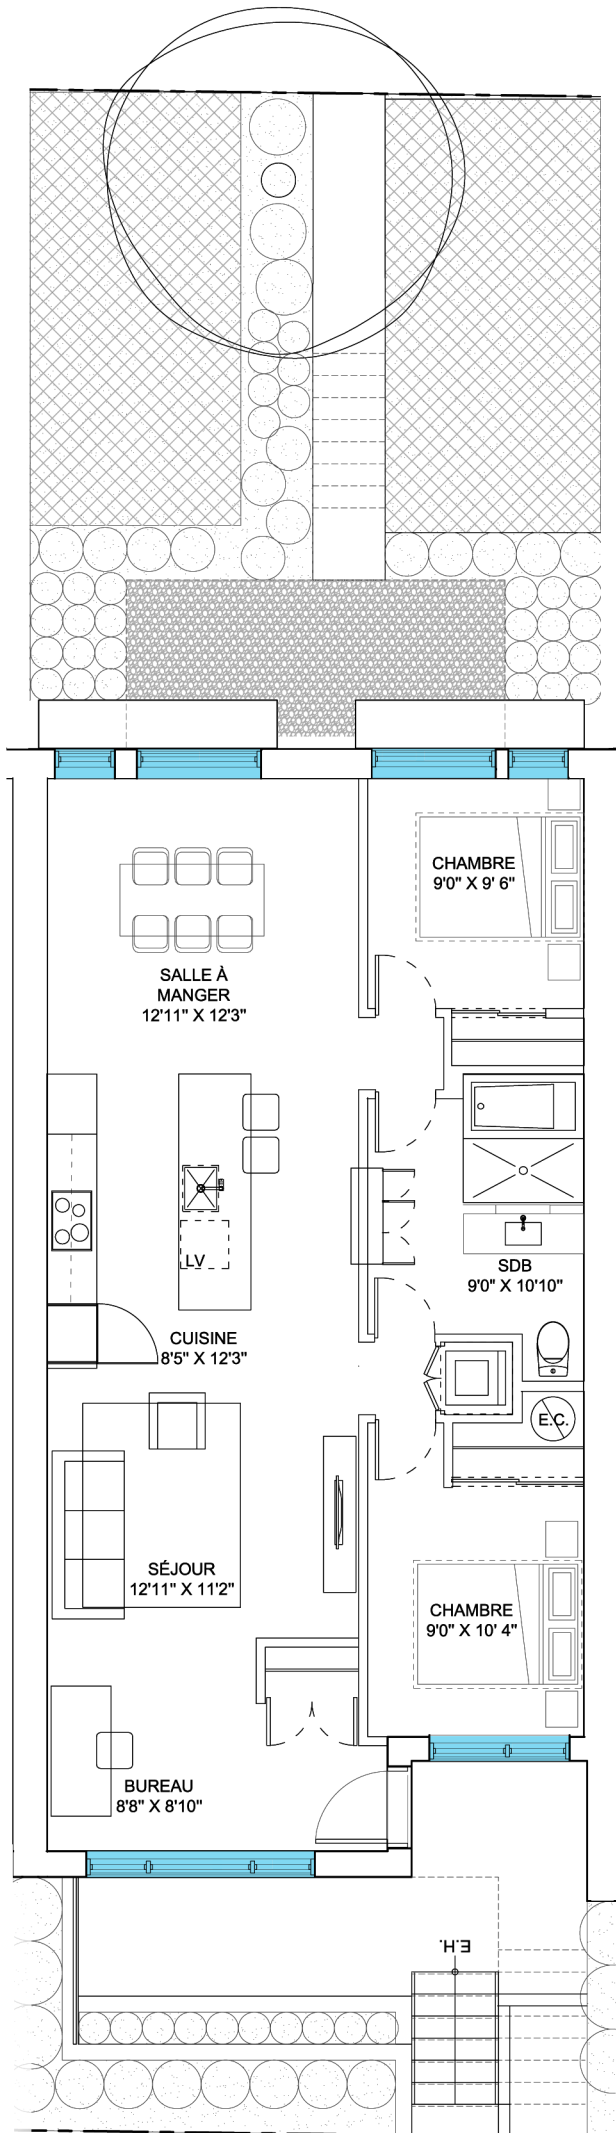 CHAMBRE
9'0" X 9' 6"
SALLE À
MANGER
12'11" X 12'3"
LV
SDB
9'0" X 10'10"
CUISINE
8'5" X 12'3"
E.C.
SÉJOUR
12'11" X 11'2"
CHAMBRE
9'0" X 10' 4"
BUREAU
8'8" X 8'10"
E.H.